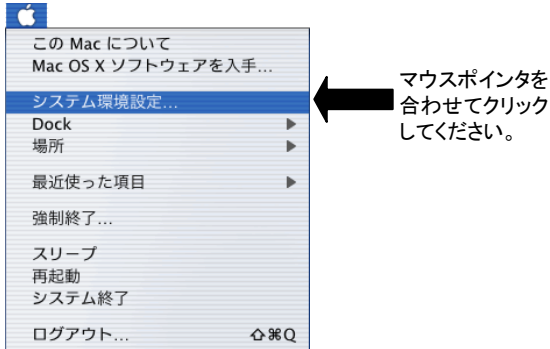 この Mac について
Mac OS X ソフトウェアを入手...
システム環境設定...
Dock
場所
最近使った項目
強制終了...
スリープ
再起動
システム終了
ログアウト... ⇧⌘Q
マウスポインタを
合わせてクリック
してください。